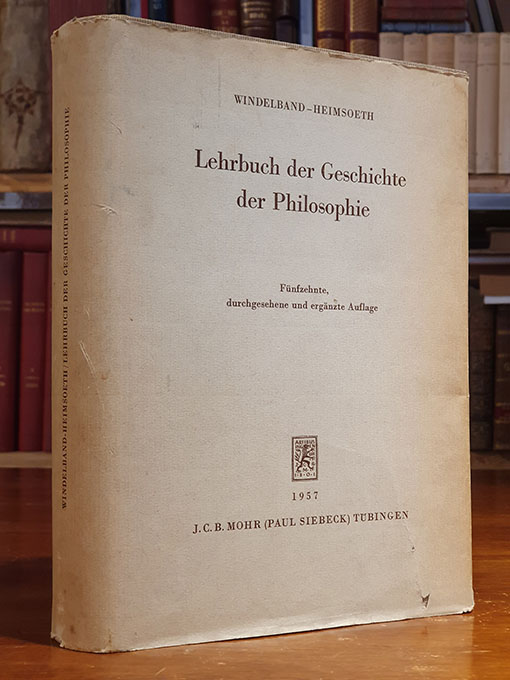 WINDELBAND–HEIMSOETH
Lehrbuch der Geschichte
der Philosophie
Fünfzehnte,
durchgesehene und ergänzte Auflage
1957
J.C.B. MOHR (PAUL SIEBECK) TÜBINGEN
WINDELBAND-HEIMSOETH/LEHRBUCH DER GESCHICHTE DER PHILOSOPHIE